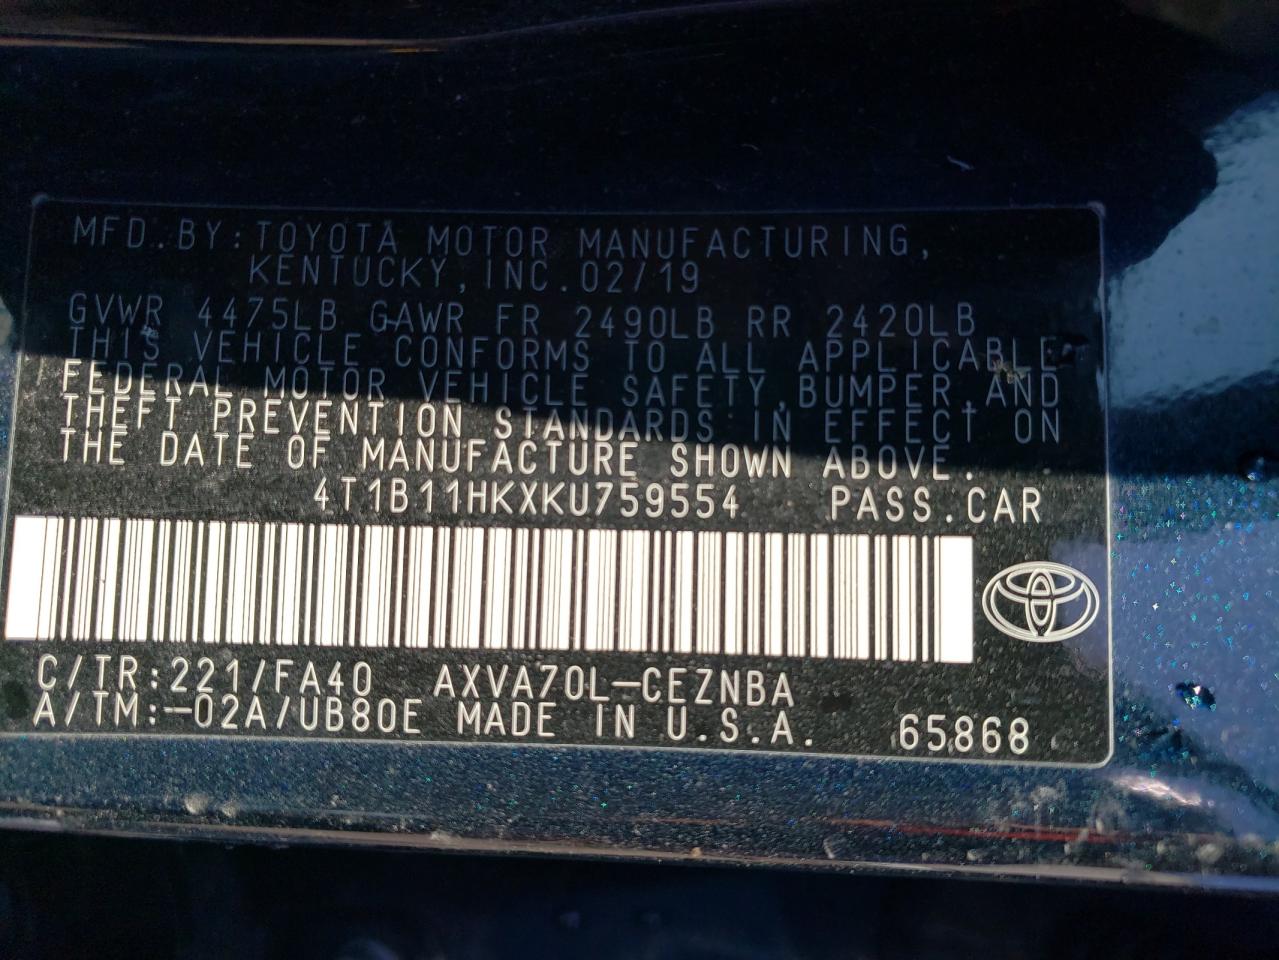 MFD.BY:TOYOTA MOTOR MANUFACTURING,
KENTUCKY,INC.02/19
GVWR 4475LB GAWR FR 2490LB RR 2420LB
THIS VEHICLE CONFORMS TO ALL APPLICABLE
FEDERAL MOTOR VEHICLE SAFETY,BUMPER,AND
THEFT PREVENTION STANDARDS IN EFFECT ON
THE DATE OF MANUFACTURE SHOWN ABOVE.
4T1B11HKXKU759554 PASS.CAR
C/TR:221/FA40 AXVA70L-CEZNBA
A/TM:-02A/UB80E MADE IN U.S.A. 65868